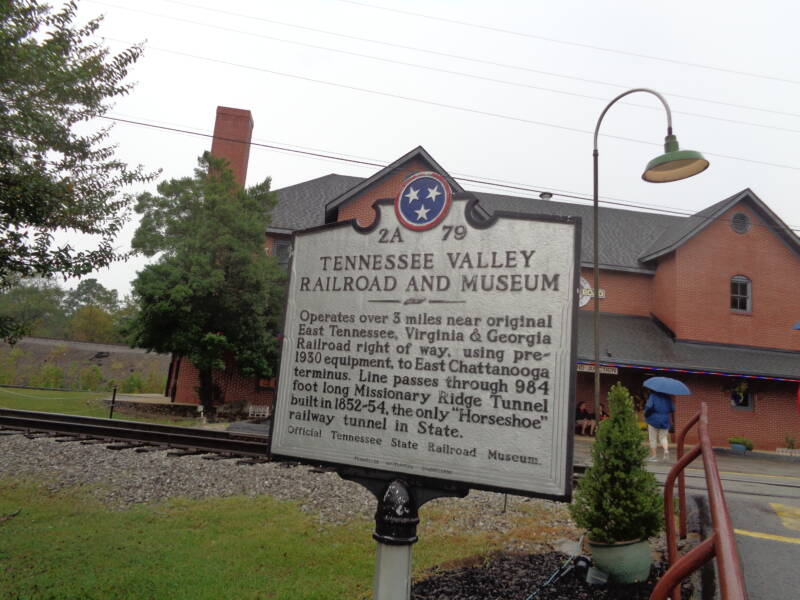 2A 79
TENNESSEE VALLEY
RAILROAD AND MUSEUM
Operates over 3 miles near original
East Tennessee, Virginia & Georgia
Railroad right of way, using pre-
1930 equipment, to East Chattanooga
terminus. Line passes through 984
foot long Missionary Ridge Tunnel
built in 1852-54, the only "Horseshoe"
railway tunnel in State.
Official Tennessee State Railroad Museum.